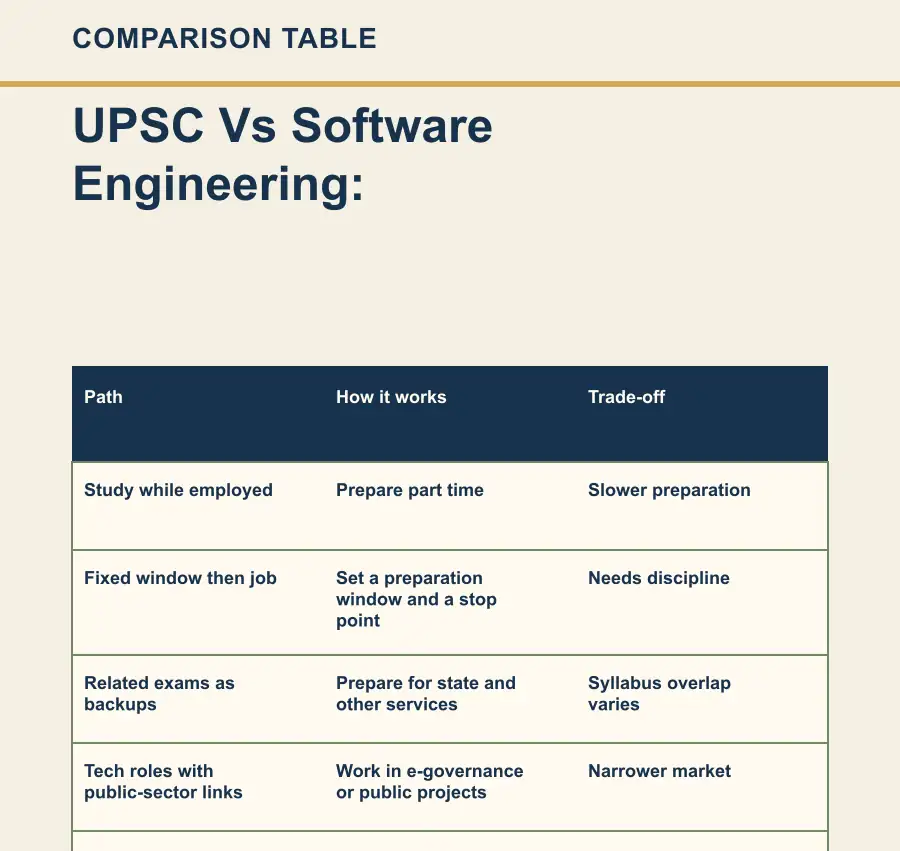 COMPARISON TABLE
UPSC Vs Software
Engineering:
Path
How it works
Trade-off
Study while employed
Prepare part time
Slower preparation
Fixed window then job
Set a preparation
window and a stop
point
Needs discipline
Related exams as
backups
Prepare for state and
other services
Syllabus overlap
varies
Tech roles with
public-sector links
Work in e-governance
or public projects
Narrower market